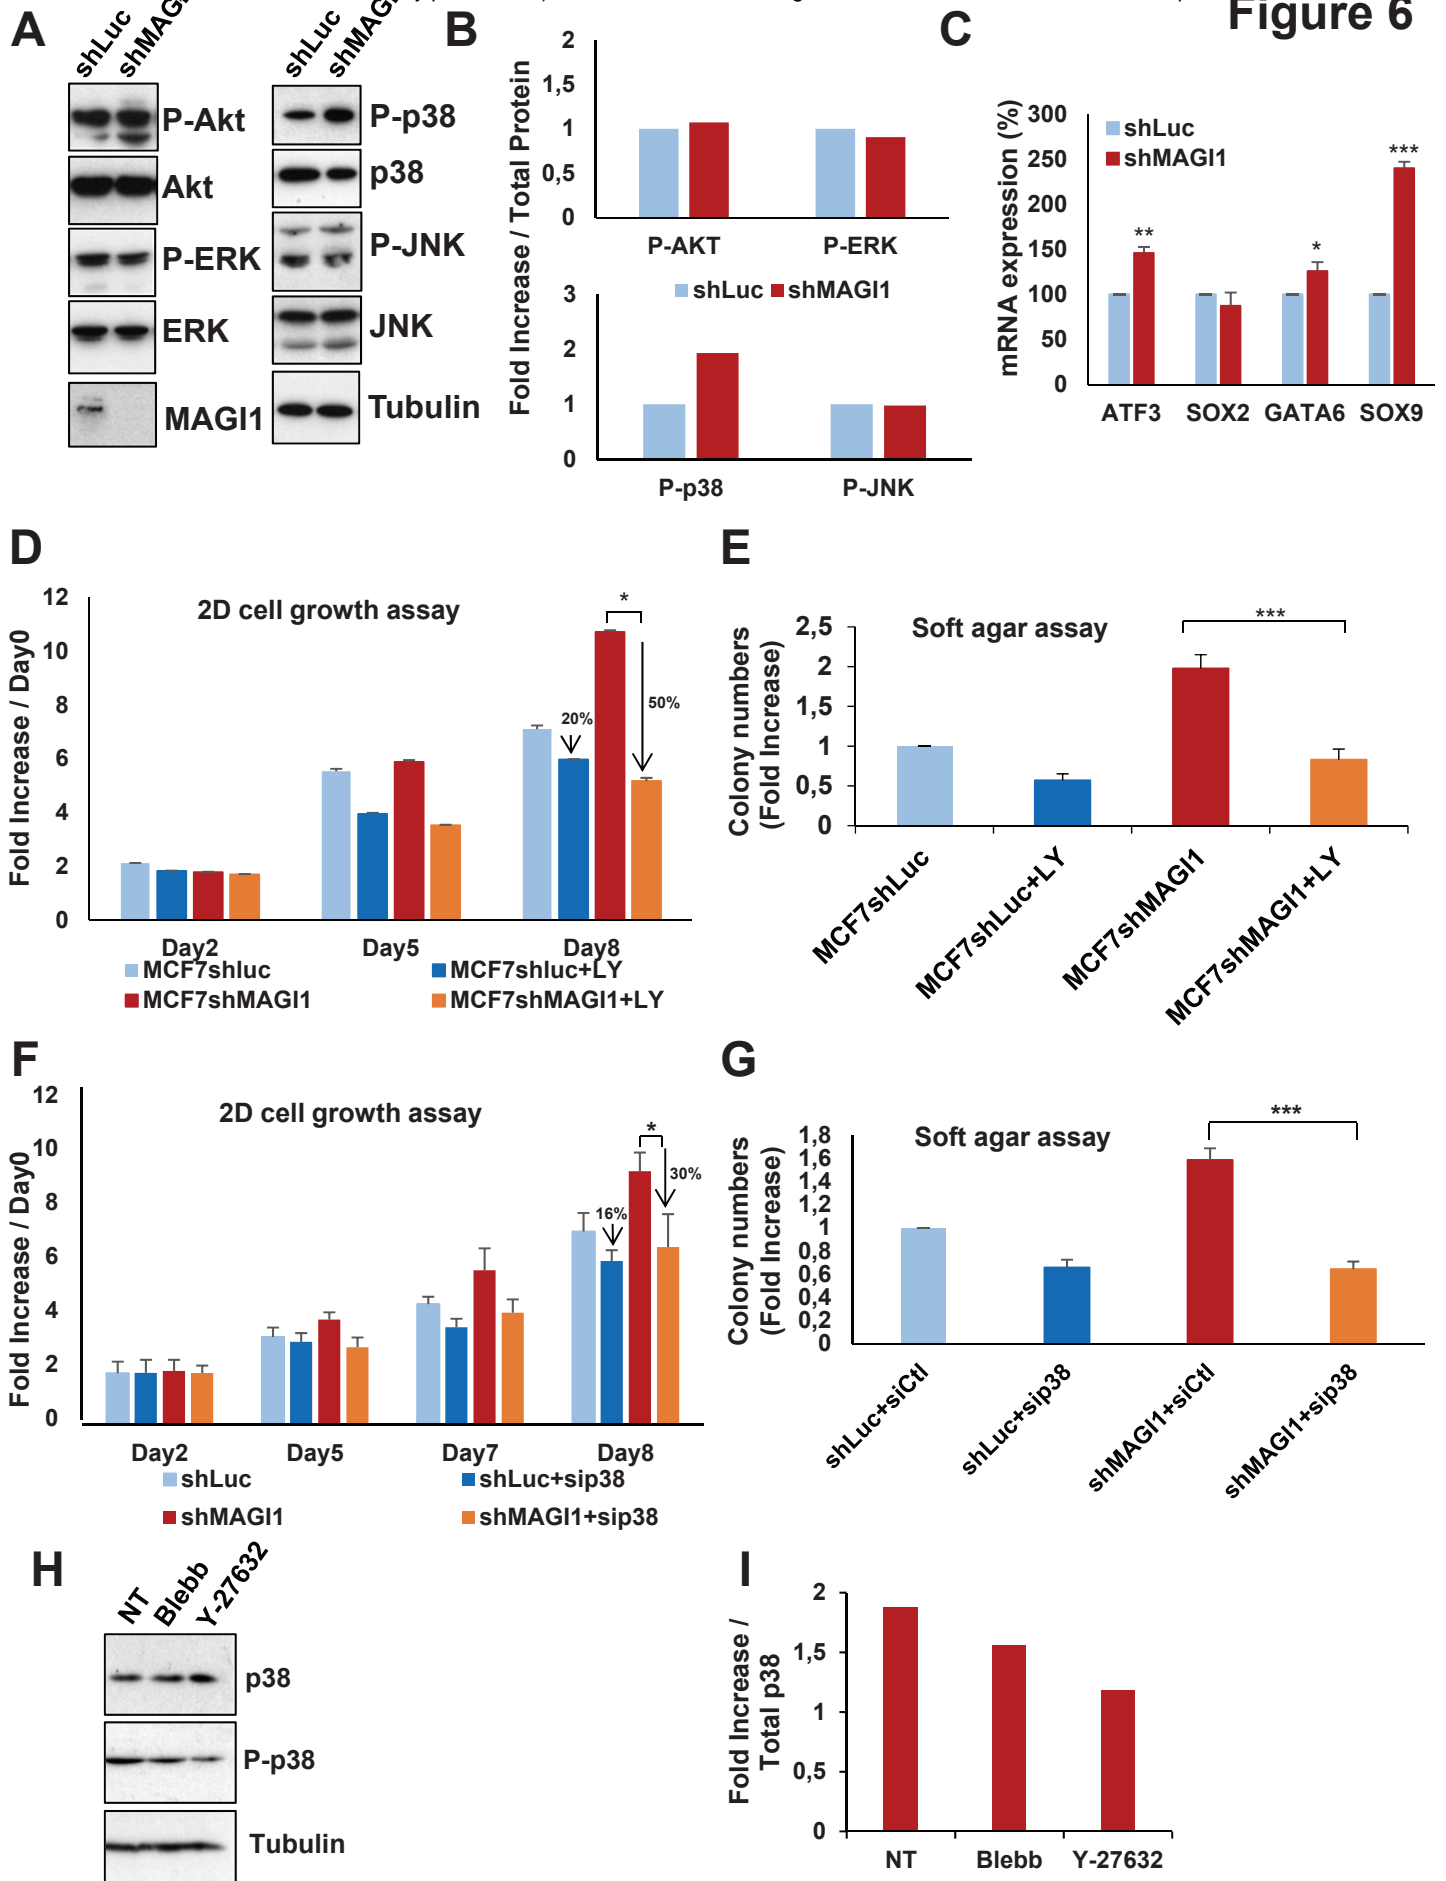 Figure 6
A
shLuc
shMAGI
shLuc
shMAGI
P-Akt
Akt
P-ERK
ERK
MAGI1
P-p38
p38
P-JNK
JNK
Tubulin
B
Fold Increase / Total Protein
2
1,5
1
0,5
0
P-AKT
P-ERK
shLuc
shMAGI1
3
2
1
0
P-p38
P-JNK
C
mRNA expression (%)
300
250
200
150
100
50
0
shLuc
shMAGI1
**
*
***
ATF3
SOX2
GATA6
SOX9
D
2D cell growth assay
Fold Increase / Day0
12
10
8
6
4
2
0
20%
*
50%
Day2
Day5
Day8
MCF7shluc
MCF7shluc+LY
MCF7shMAGI1
MCF7shMAGI1+LY
E
Soft agar assay
Colony numbers
(Fold Increase)
2,5
2
1,5
1
0,5
0
***
MCF7shLuc
MCF7shLuc+LY
MCF7shMAGI1
MCF7shMAGI1+LY
F
2D cell growth assay
Fold Increase / Day0
12
10
8
6
4
2
0
16%
*
30%
Day2
Day5
Day7
Day8
shLuc
shLuc+sip38
shMAGI1
shMAGI1+sip38
G
Soft agar assay
Colony numbers
(Fold Increase)
1,8
1,6
1,4
1,2
1
0,8
0,6
0,4
0,2
0
***
shLuc+siCtl
shLuc+sip38
shMAGI1+siCtl
shMAGI1+sip38
H
NT
Blebb
Y-27632
p38
P-p38
Tubulin
I
Fold Increase /
Total p38
2
1,5
1
0,5
0
NT
Blebb
Y-27632